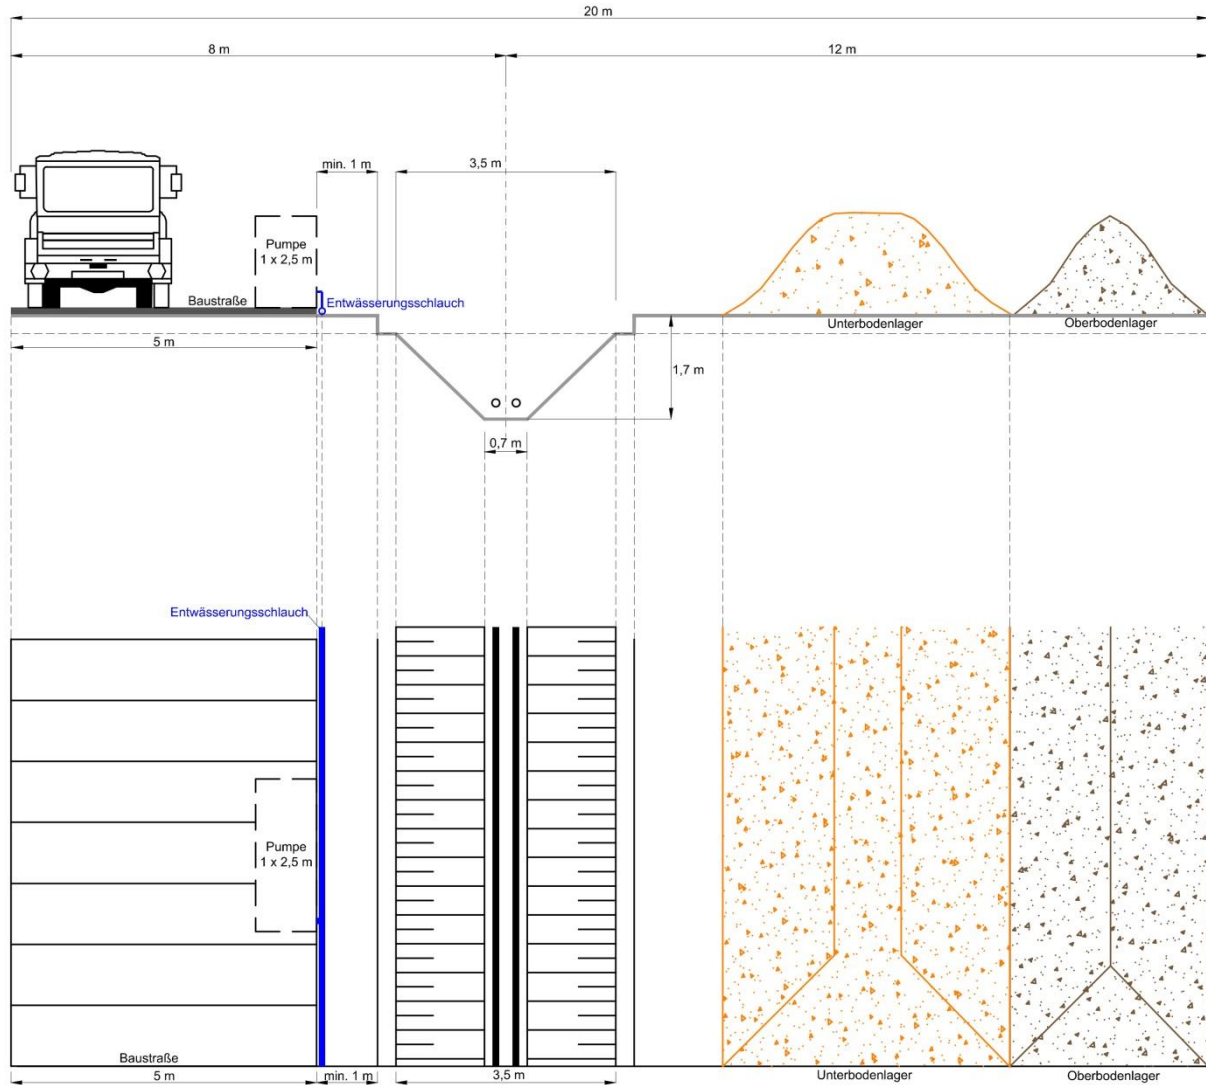 20 m
8 m
12 m
min. 1 m
3,5 m
Pumpe
1 x 2,5 m
Baustraße
Entwässerungsschlauch
Unterbodenlager
Oberbodenlager
5 m
1,7 m
0,7 m
Entwässerungsschlauch
Pumpe
1 x 2,5 m
Baustraße
5 m
min. 1 m
3,5 m
Unterbodenlager
Oberbodenlager